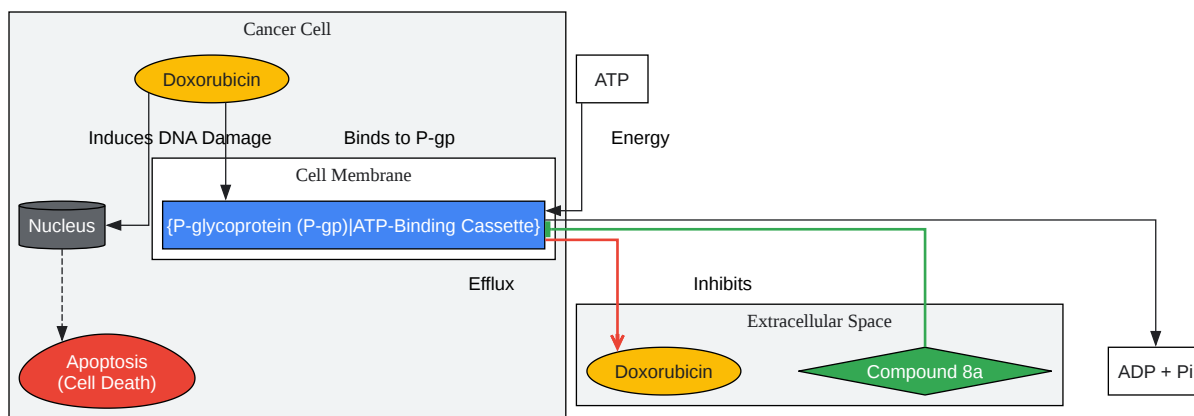 Cancer Cell
Doxorubicin
ATP
Induces DNA Damage
Binds to P-gp
Energy
Cell Membrane
Nucleus
{P-glycoprotein (P-gp)|ATP-Binding Cassette}
Efflux
Inhibits
Extracellular Space
Apoptosis
(Cell Death)
Doxorubicin
Compound 8a
ADP + Pi